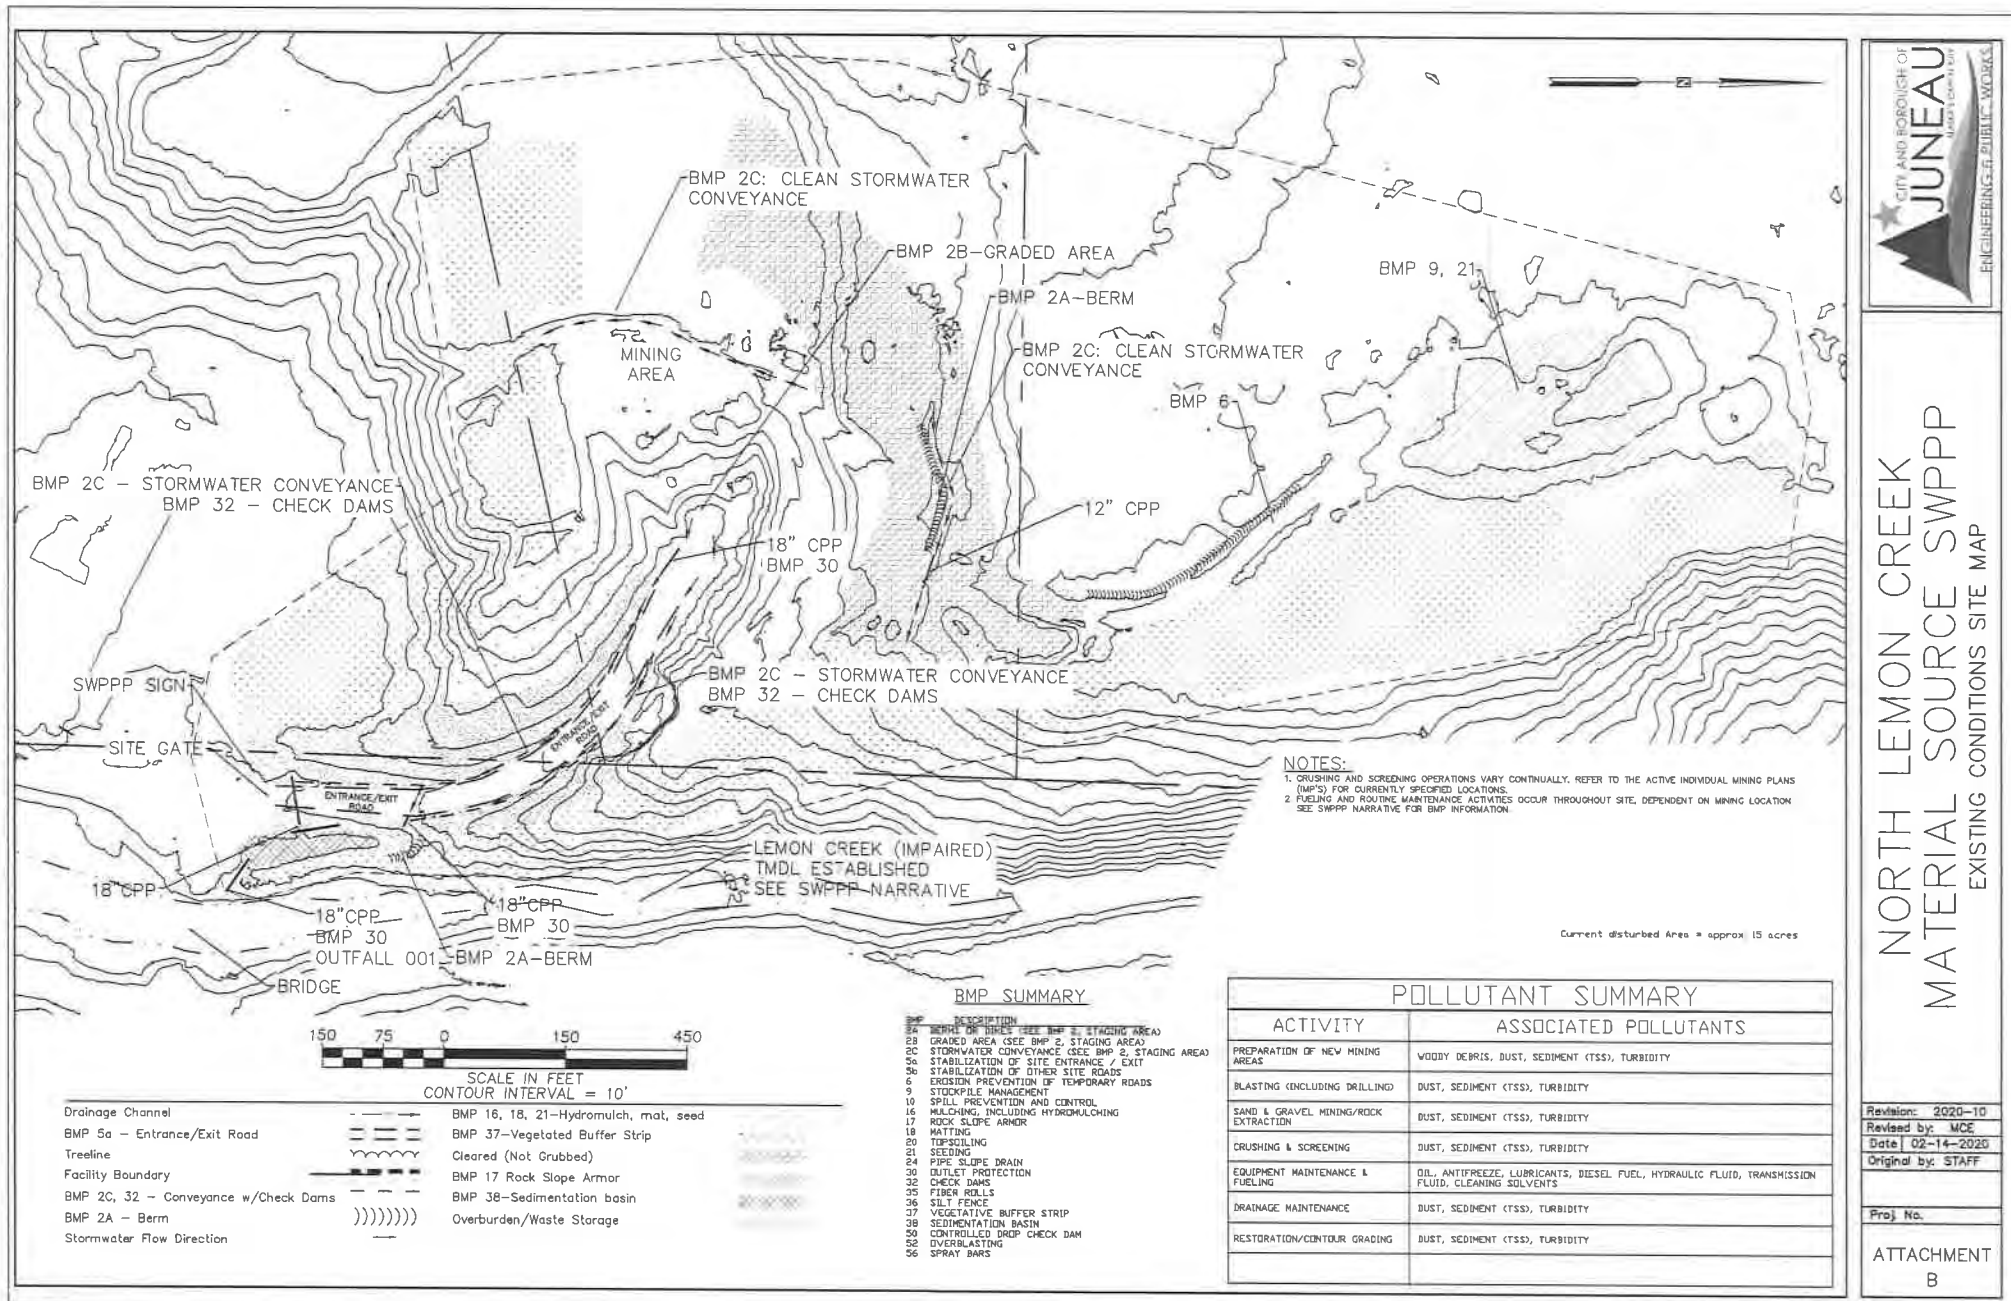 BMP 2C: CLEAN STORMWATER
CONVEYANCE
BMP 2B-GRADED AREA
BMP 2A-BERM
BMP 9, 21
MINING
AREA
BMP 2C: CLEAN STORMWATER
CONVEYANCE
BMP 6
BMP 2C - STORMWATER CONVEYANCE
BMP 32 - CHECK DAMS
12" CPP
18" CPP
BMP 30
SWPPP SIGN
BMP 2C - STORMWATER CONVEYANCE
BMP 32 - CHECK DAMS
SITE GATE
ENTRANCE/EXIT
ROAD
ENTRANCE/EXIT
ROAD
18"CPP
18"CPP
BMP 30
OUTFALL 001
18"CPP
BMP 30
BMP 2A-BERM
BRIDGE
LEMON CREEK (IMPAIRED)
TMDL ESTABLISHED
SEE SWPPP NARRATIVE
NOTES:
1. CRUSHING AND SCREENING OPERATIONS VARY CONTINUALLY. REFER TO THE ACTIVE INDIVIDUAL MINING PLANS
(IMP'S) FOR CURRENTLY SPECIFIED LOCATIONS.
2 FUELING AND ROUTINE MAINTENANCE ACTIVITIES OCCUR THROUGHOUT SITE, DEPENDENT ON MINING LOCATION
SEE SWPPP NARRATIVE FOR BMP INFORMATION
Current disturbed Area = approx 15 acres
150 75 0 150 450
SCALE IN FEET
CONTOUR INTERVAL = 10'
Drainage Channel
BMP 5a - Entrance/Exit Road
Treeline
Facility Boundary
BMP 2C, 32 - Conveyance w/Check Dams
BMP 2A - Berm
Stormwater Flow Direction
BMP 16, 18, 21-Hydromulch, mat, seed
BMP 37-Vegetated Buffer Strip
Cleared (Not Grubbed)
BMP 17 Rock Slope Armor
BMP 38-Sedimentation basin
Overburden/Waste Storage
BMP SUMMARY
BMP DESCRIPTION
2A BERMS OR DIKES (SEE BMP 2, STAGING AREA)
2B GRADED AREA (SEE BMP 2, STAGING AREA)
2C STORMWATER CONVEYANCE (SEE BMP 2, STAGING AREA)
5a STABILIZATION OF SITE ENTRANCE / EXIT
5b STABILIZATION OF OTHER SITE ROADS
6 EROSION PREVENTION OF TEMPORARY ROADS
9 STOCKPILE MANAGEMENT
10 SPILL PREVENTION AND CONTROL
16 MULCHING, INCLUDING HYDROMULCHING
17 ROCK SLOPE ARMOR
18 MATTING
20 TOPSOILING
21 SEEDING
24 PIPE SLOPE DRAIN
30 OUTLET PROTECTION
32 CHECK DAMS
35 FIBER ROLLS
36 SILT FENCE
37 VEGETATIVE BUFFER STRIP
38 SEDIMENTATION BASIN
50 CONTROLLED DROP CHECK DAM
52 OVERBLASTING
56 SPRAY BARS
POLLUTANT SUMMARY
ACTIVITY ASSOCIATED POLLUTANTS
PREPARATION OF NEW MINING
AREAS
WOODY DEBRIS, DUST, SEDIMENT (TSS), TURBIDITY
BLASTING (INCLUDING DRILLING) DUST, SEDIMENT (TSS), TURBIDITY
SAND & GRAVEL MINING/ROCK
EXTRACTION
DUST, SEDIMENT (TSS), TURBIDITY
CRUSHING & SCREENING DUST, SEDIMENT (TSS), TURBIDITY
EQUIPMENT MAINTENANCE &
FUELING
OIL, ANTIFREEZE, LUBRICANTS, DIESEL FUEL, HYDRAULIC FLUID, TRANSMISSION
FLUID, CLEANING SOLVENTS
DRAINAGE MAINTENANCE DUST, SEDIMENT (TSS), TURBIDITY
RESTORATION/CONTOUR GRADING DUST, SEDIMENT (TSS), TURBIDITY
CITY AND BOROUGH OF
JUNEAU
ALASKA'S CAPITAL CITY
ENGINEERING & PUBLIC WORKS
NORTH LEMON CREEK
MATERIAL SOURCE SWPPP
EXISTING CONDITIONS SITE MAP
Revision: 2020-10
Revised by: MCE
Date 02-14-2020
Original by: STAFF
Proj. No.
ATTACHMENT
B